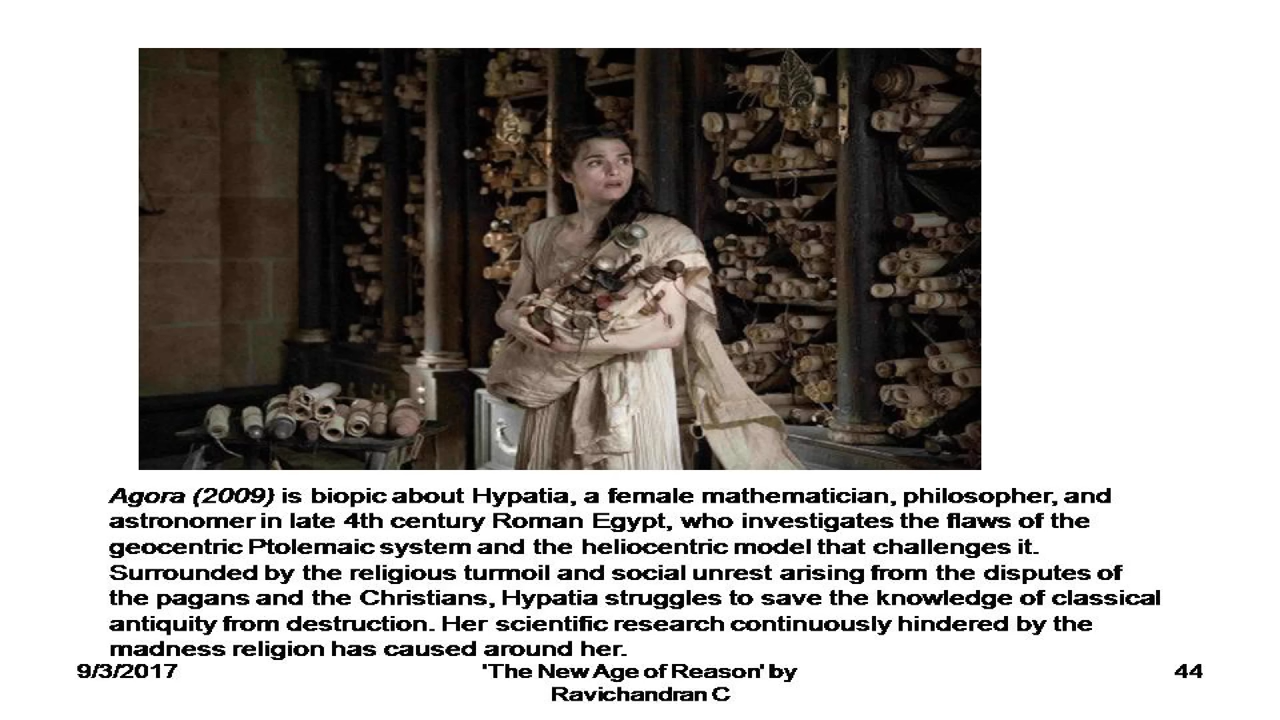 Agora (2009) is biopic about Hypatia, a female mathematician, philosopher, and
astronomer in late 4th century Roman Egypt, who investigates the flaws of the
geocentric Ptolemaic system and the heliocentric model that challenges it.
Surrounded by the religious turmoil and social unrest arising from the disputes of
the pagans and the Christians, Hypatia struggles to save the knowledge of classical
antiquity from destruction. Her scientific research continuously hindered by the
madness religion has caused around her.
9/3/2017
'The New Age of Reason' by
Ravichandran C
44